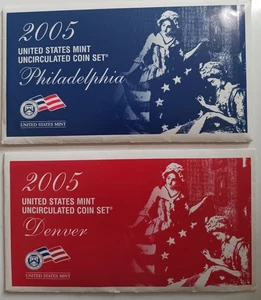 2005
UNITED STATES MINT
UNCIRCULATED COIN SET®
Philadelphia
UNITED STATES MINT
2005
UNITED STATES MINT
UNCIRCULATED COIN SET®
Denver
UNITED STATES MINT